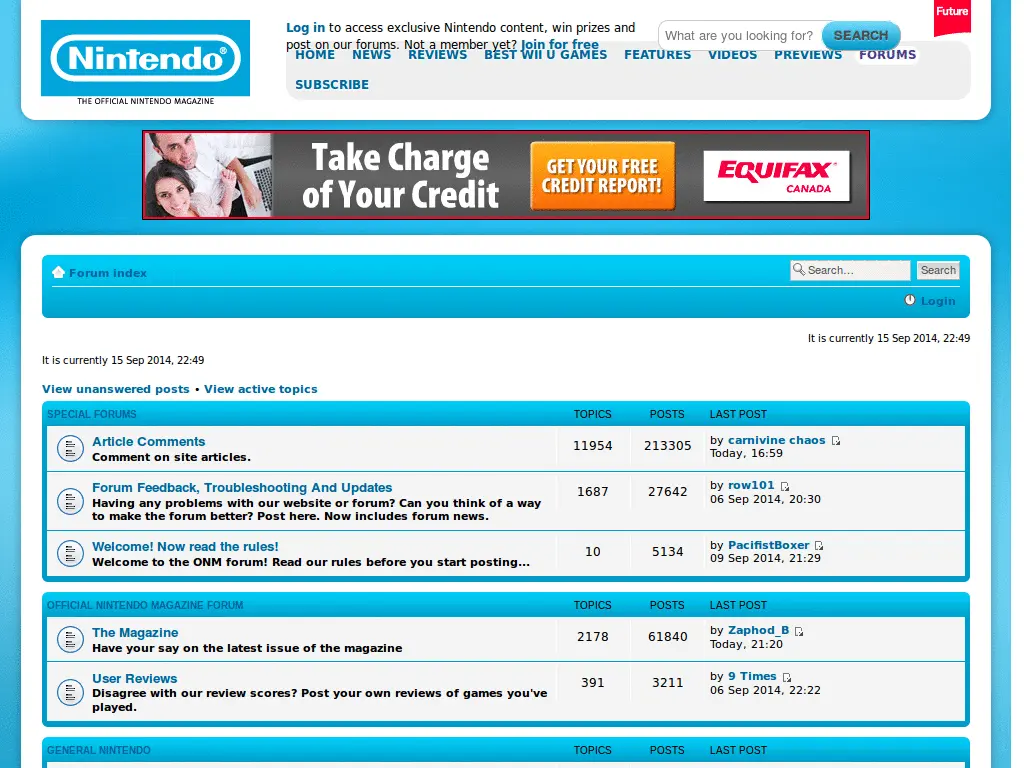 Nintendo®
THE OFFICIAL NINTENDO MAGAZINE
Log in to access exclusive Nintendo content, win prizes and
post on our forums. Not a member yet? Join for free
What are you looking for?
SEARCH
Future
HOME NEWS REVIEWS BEST WII U GAMES FEATURES VIDEOS PREVIEWS FORUMS
SUBSCRIBE
Take Charge
of Your Credit
GET YOUR FREE
CREDIT REPORT!
EQUIFAX
CANADA
Forum index
Search...
Search
Login
It is currently 15 Sep 2014, 22:49
It is currently 15 Sep 2014, 22:49
View unanswered posts • View active topics
SPECIAL FORUMS TOPICS POSTS LAST POST
Article Comments
Comment on site articles.
11954 213305
by carnivine chaos
Today, 16:59
Forum Feedback, Troubleshooting And Updates
Having any problems with our website or forum? Can you think of a way
to make the forum better? Post here. Now includes forum news.
1687 27642
by row101
06 Sep 2014, 20:30
Welcome! Now read the rules!
Welcome to the ONM forum! Read our rules before you start posting...
10 5134
by PacifistBoxer
09 Sep 2014, 21:29
OFFICIAL NINTENDO MAGAZINE FORUM TOPICS POSTS LAST POST
The Magazine
Have your say on the latest issue of the magazine
2178 61840
by Zaphod_B
Today, 21:20
User Reviews
Disagree with our review scores? Post your own reviews of games you've
played.
391 3211
by 9 Times
06 Sep 2014, 22:22
GENERAL NINTENDO TOPICS POSTS LAST POST